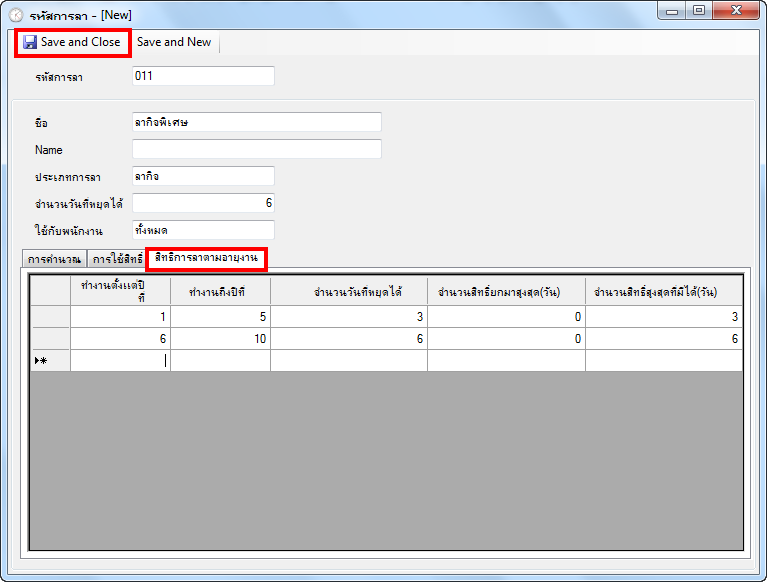 รหัสการลา - [New]
Save and Close Save and New
รหัสการลา 011
ชื่อ ลากิจพิเศษ
Name
ประเภทการลา ลากิจ
จำนวนวันที่หยุดได้ 6
ใช้กับพนักงาน ทั้งหมด
การคำนวณ การใช้สิทธิ์ สิทธิการลาตามอายุงาน
ทำงานตั้งแต่ปีที่ ทำงานถึงปีที่ จำนวนวันที่หยุดได้ จำนวนสิทธิ์ยกมาสูงสุด(วัน) จำนวนสิทธิ์สูงสุดที่มีได้(วัน)
1 5 3 0 3
6 10 6 0 6